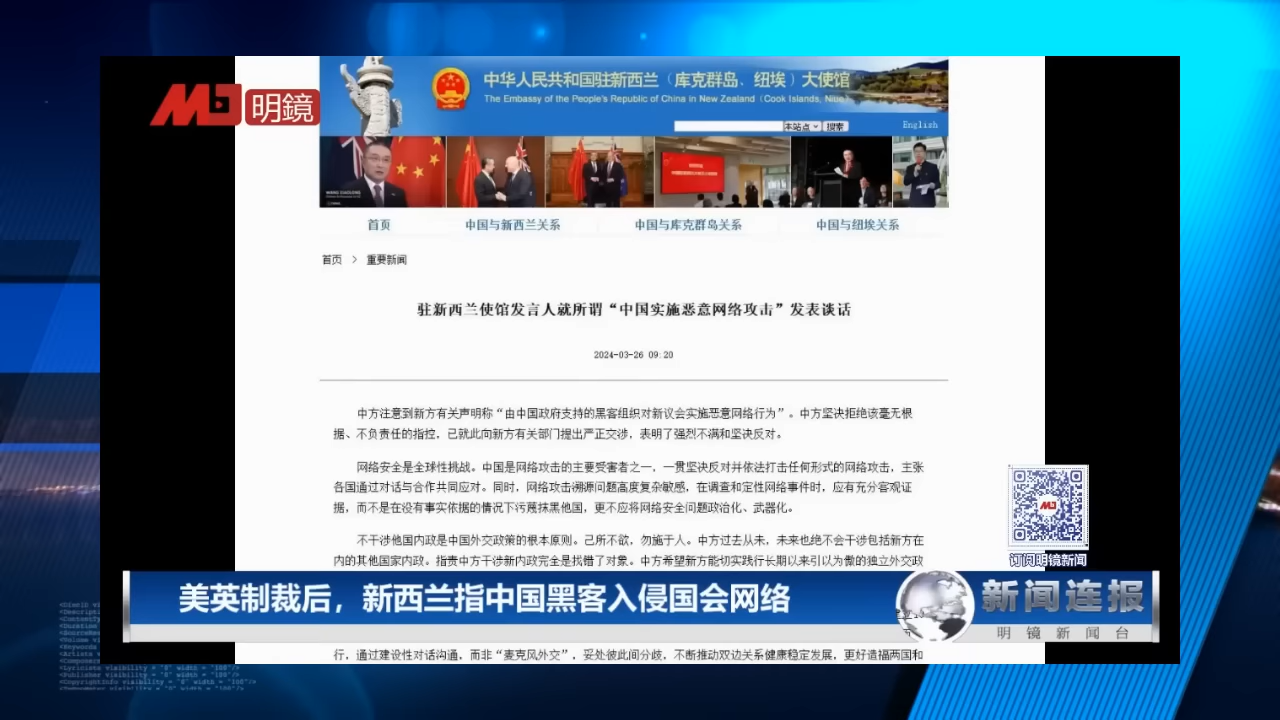 明鏡
中华人民共和国驻新西兰（库克群岛、纽埃）大使馆
The Embassy of the People's Republic of China in New Zealand (Cook Islands, Niue)
本站点 搜索
English
首页 中国与新西兰关系 中国与库克群岛关系 中国与纽埃关系
首页 > 重要新闻
驻新西兰使馆发言人就所谓“中国实施恶意网络攻击”发表谈话
2024-03-26 09:20
中方注意到新方有关声明称“由中国政府支持的黑客组织对新议会实施恶意网络行为”。中方坚决拒绝该毫无根
据、不负责任的指控，已就此向新方有关部门提出严正交涉，表明了强烈不满和坚决反对。
网络安全是全球性挑战。中国是网络攻击的主要受害者之一，一贯坚决反对并依法打击任何形式的网络攻击，主张
各国通过对话与合作共同应对。同时，网络攻击溯源问题高度复杂敏感，在调查和定性网络事件时，应有充分客观证
据，而不是在没有事实依据的情况下污蔑抹黑他国，更不应将网络安全问题政治化、武器化。
不干涉他国内政是中国外交政策的根本原则。己所不欲，勿施于人。中方过去从未，未来也绝不会干涉包括新方在
内的其他国家内政。指责中方干涉新内政完全是找错了对象。中方希望新方能切实践行长期以来引以为傲的独立外交政
订阅明镜新闻
美英制裁后，新西兰指中国黑客入侵国会网络
新闻连报
明镜新闻台
行，通过建设性对话沟通，而非“麦克风外交”，妥处彼此间分歧，不断推动双边关系健康稳定发展，更好造福两国和